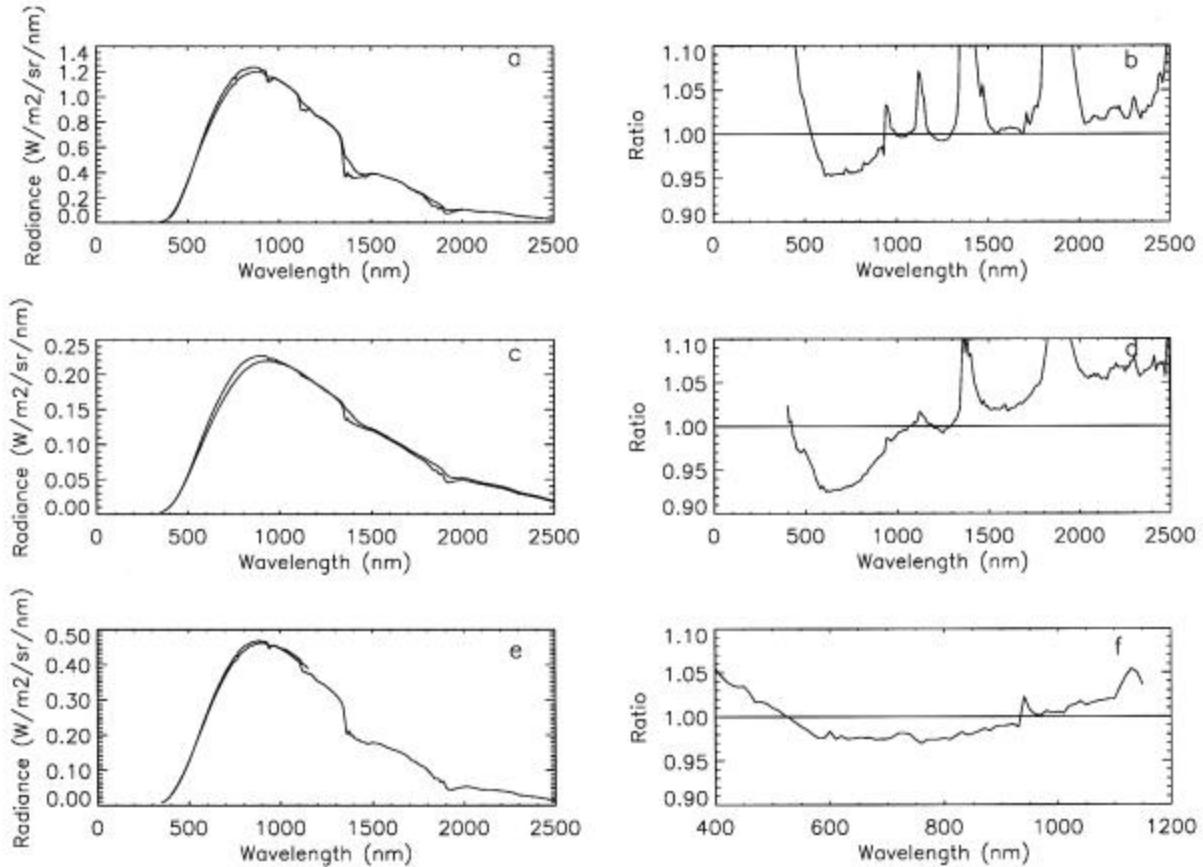 Radiance (W/m2/sr/nm)
1.4
1.2
1.0
0.8
0.6
0.4
0.2
0.0
a
0 500 1000 1500 2000 2500
Wavelength (nm)
Ratio
1.10
1.05
1.00
0.95
0.90
b
0 500 1000 1500 2000 2500
Wavelength (nm)
Radiance (W/m2/sr/nm)
0.25
0.20
0.15
0.10
0.05
0.00
c
0 500 1000 1500 2000 2500
Wavelength (nm)
Ratio
1.10
1.05
1.00
0.95
0.90
d
0 500 1000 1500 2000 2500
Wavelength (nm)
Radiance (W/m2/sr/nm)
0.50
0.40
0.30
0.20
0.10
0.00
e
0 500 1000 1500 2000 2500
Wavelength (nm)
Ratio
1.10
1.05
1.00
0.95
0.90
f
400 600 800 1000 1200
Wavelength (nm)